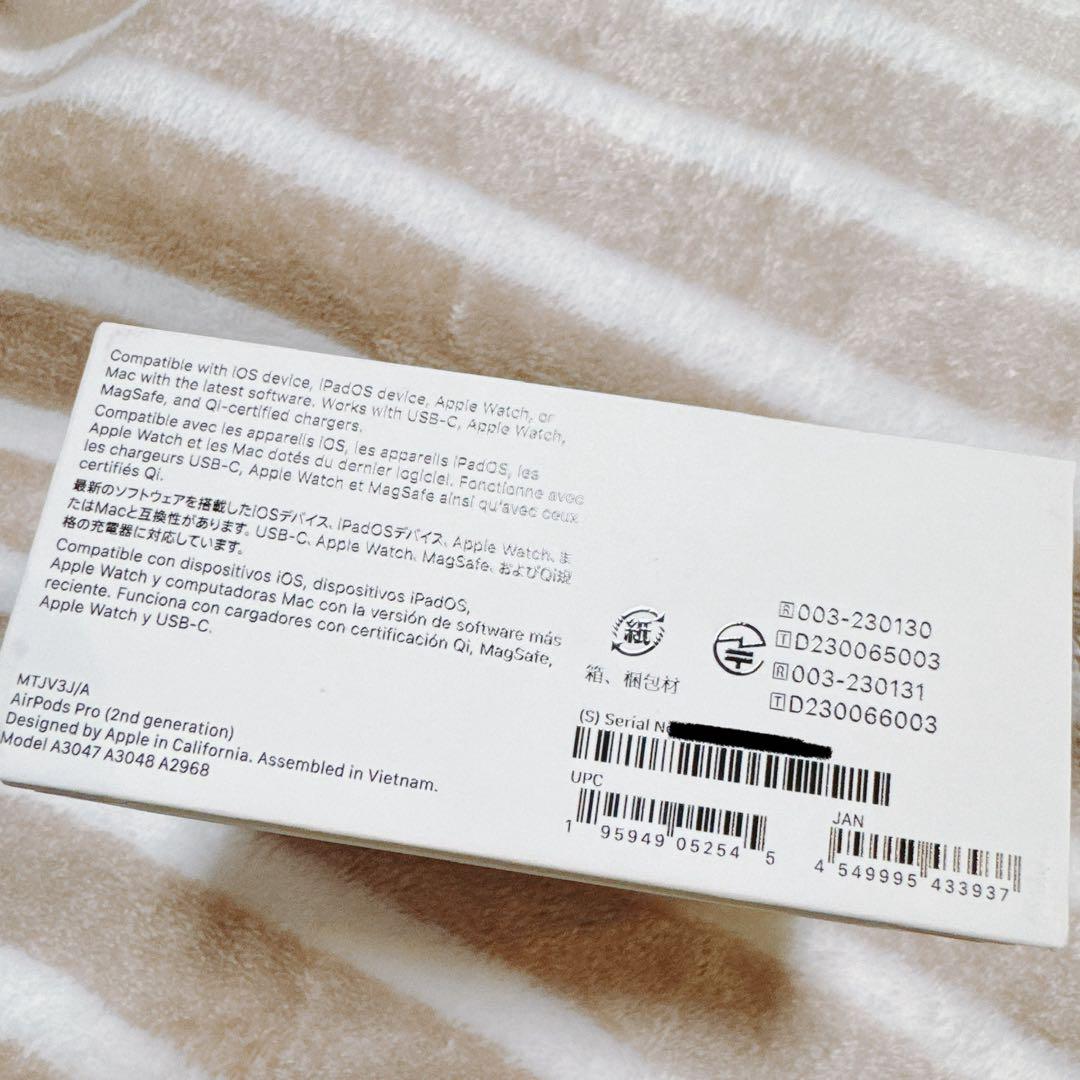 Compatible with iOS device, iPadOS device, Apple Watch, or
Mac with the latest software. Works with USB-C, Apple Watch,
MagSafe, and Qi-certified chargers.
Compatible avec les appareils iOS, les appareils iPadOS, les
Apple Watch et les Mac dotés du dernier logiciel. Fonctionne avec
les chargeurs USB-C, Apple Watch et MagSafe ainsi qu'avec ceux
certifiés Qi.
最新のソフトウェアを搭載したiOSデバイス、iPadOSデバイス、Apple Watch、ま
たはMacと互換性があります。USB-C、Apple Watch、MagSafe、およびQi規
格の充電器に対応しています。
Compatible con dispositivos iOS, dispositivos iPadOS,
Apple Watch y computadoras Mac con la versión de software más
reciente. Funciona con cargadores con certificación Qi, MagSafe,
Apple Watch y USB-C.
MTJV3J/A
AirPods Pro (2nd generation)
Designed by Apple in California. Assembled in Vietnam.
Model A3047 A3048 A2968
紙
箱、梱包材
R 003-230130
T D230065003
R 003-231131
T D230066003
(S) Serial No
UPC
1 95949 05254 5
JAN
4 549995 433937